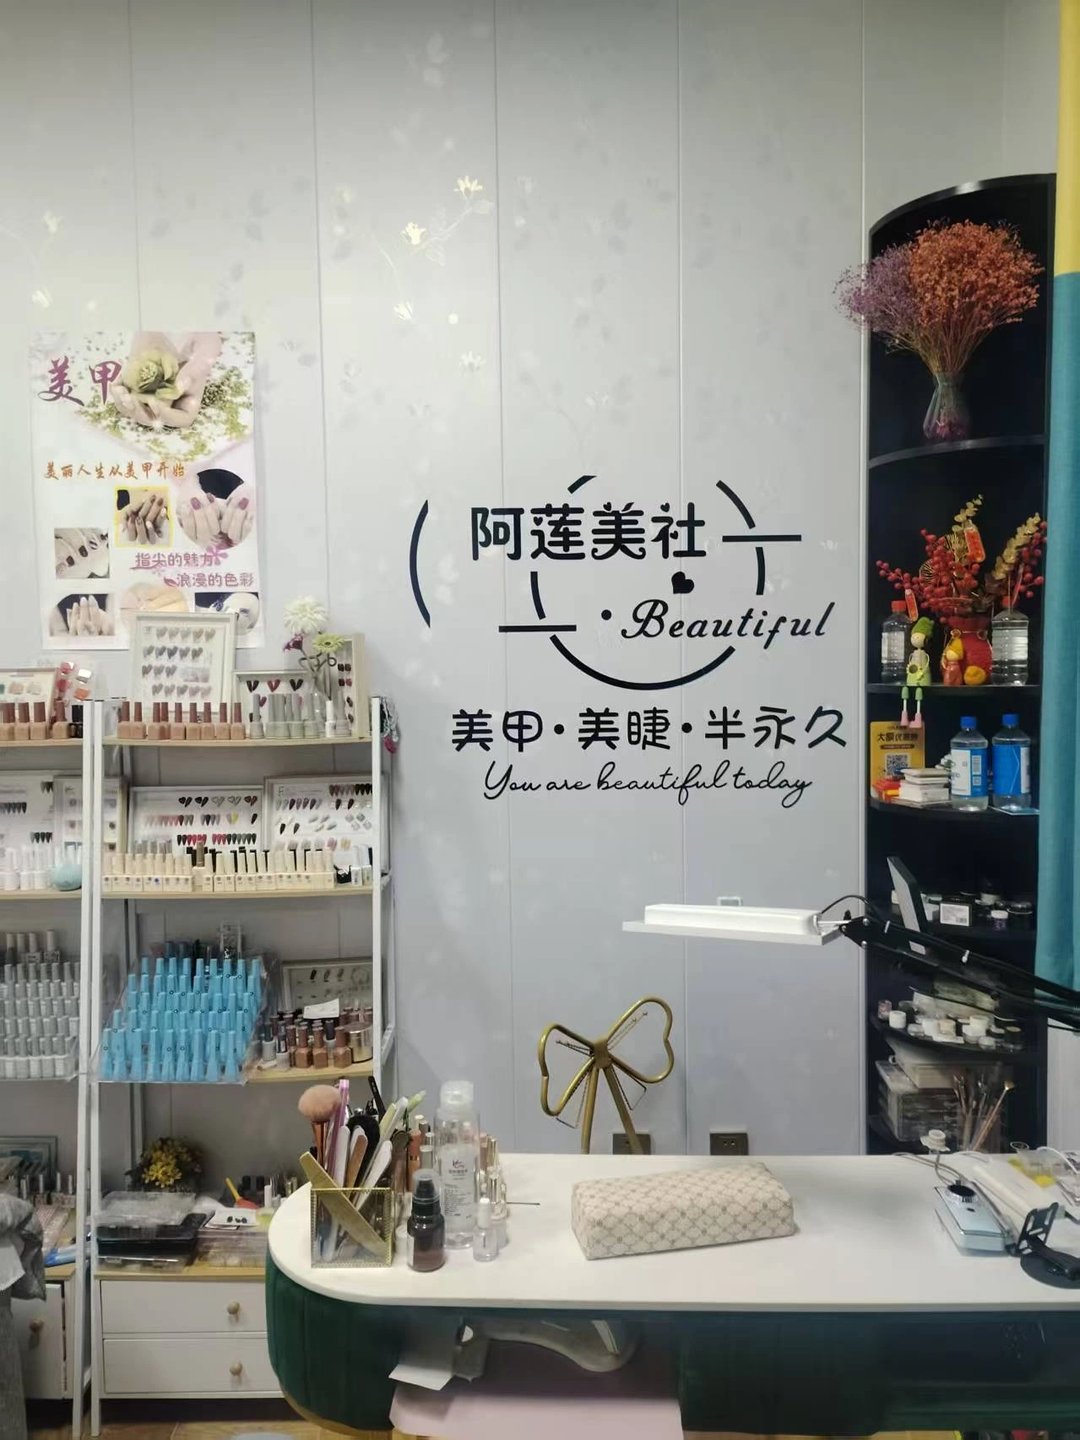 美甲
美丽人生从美甲开始
指尖的魅力
浪漫的色彩
阿莲美社
Beautiful
美甲·美睫·半永久
You are beautiful today